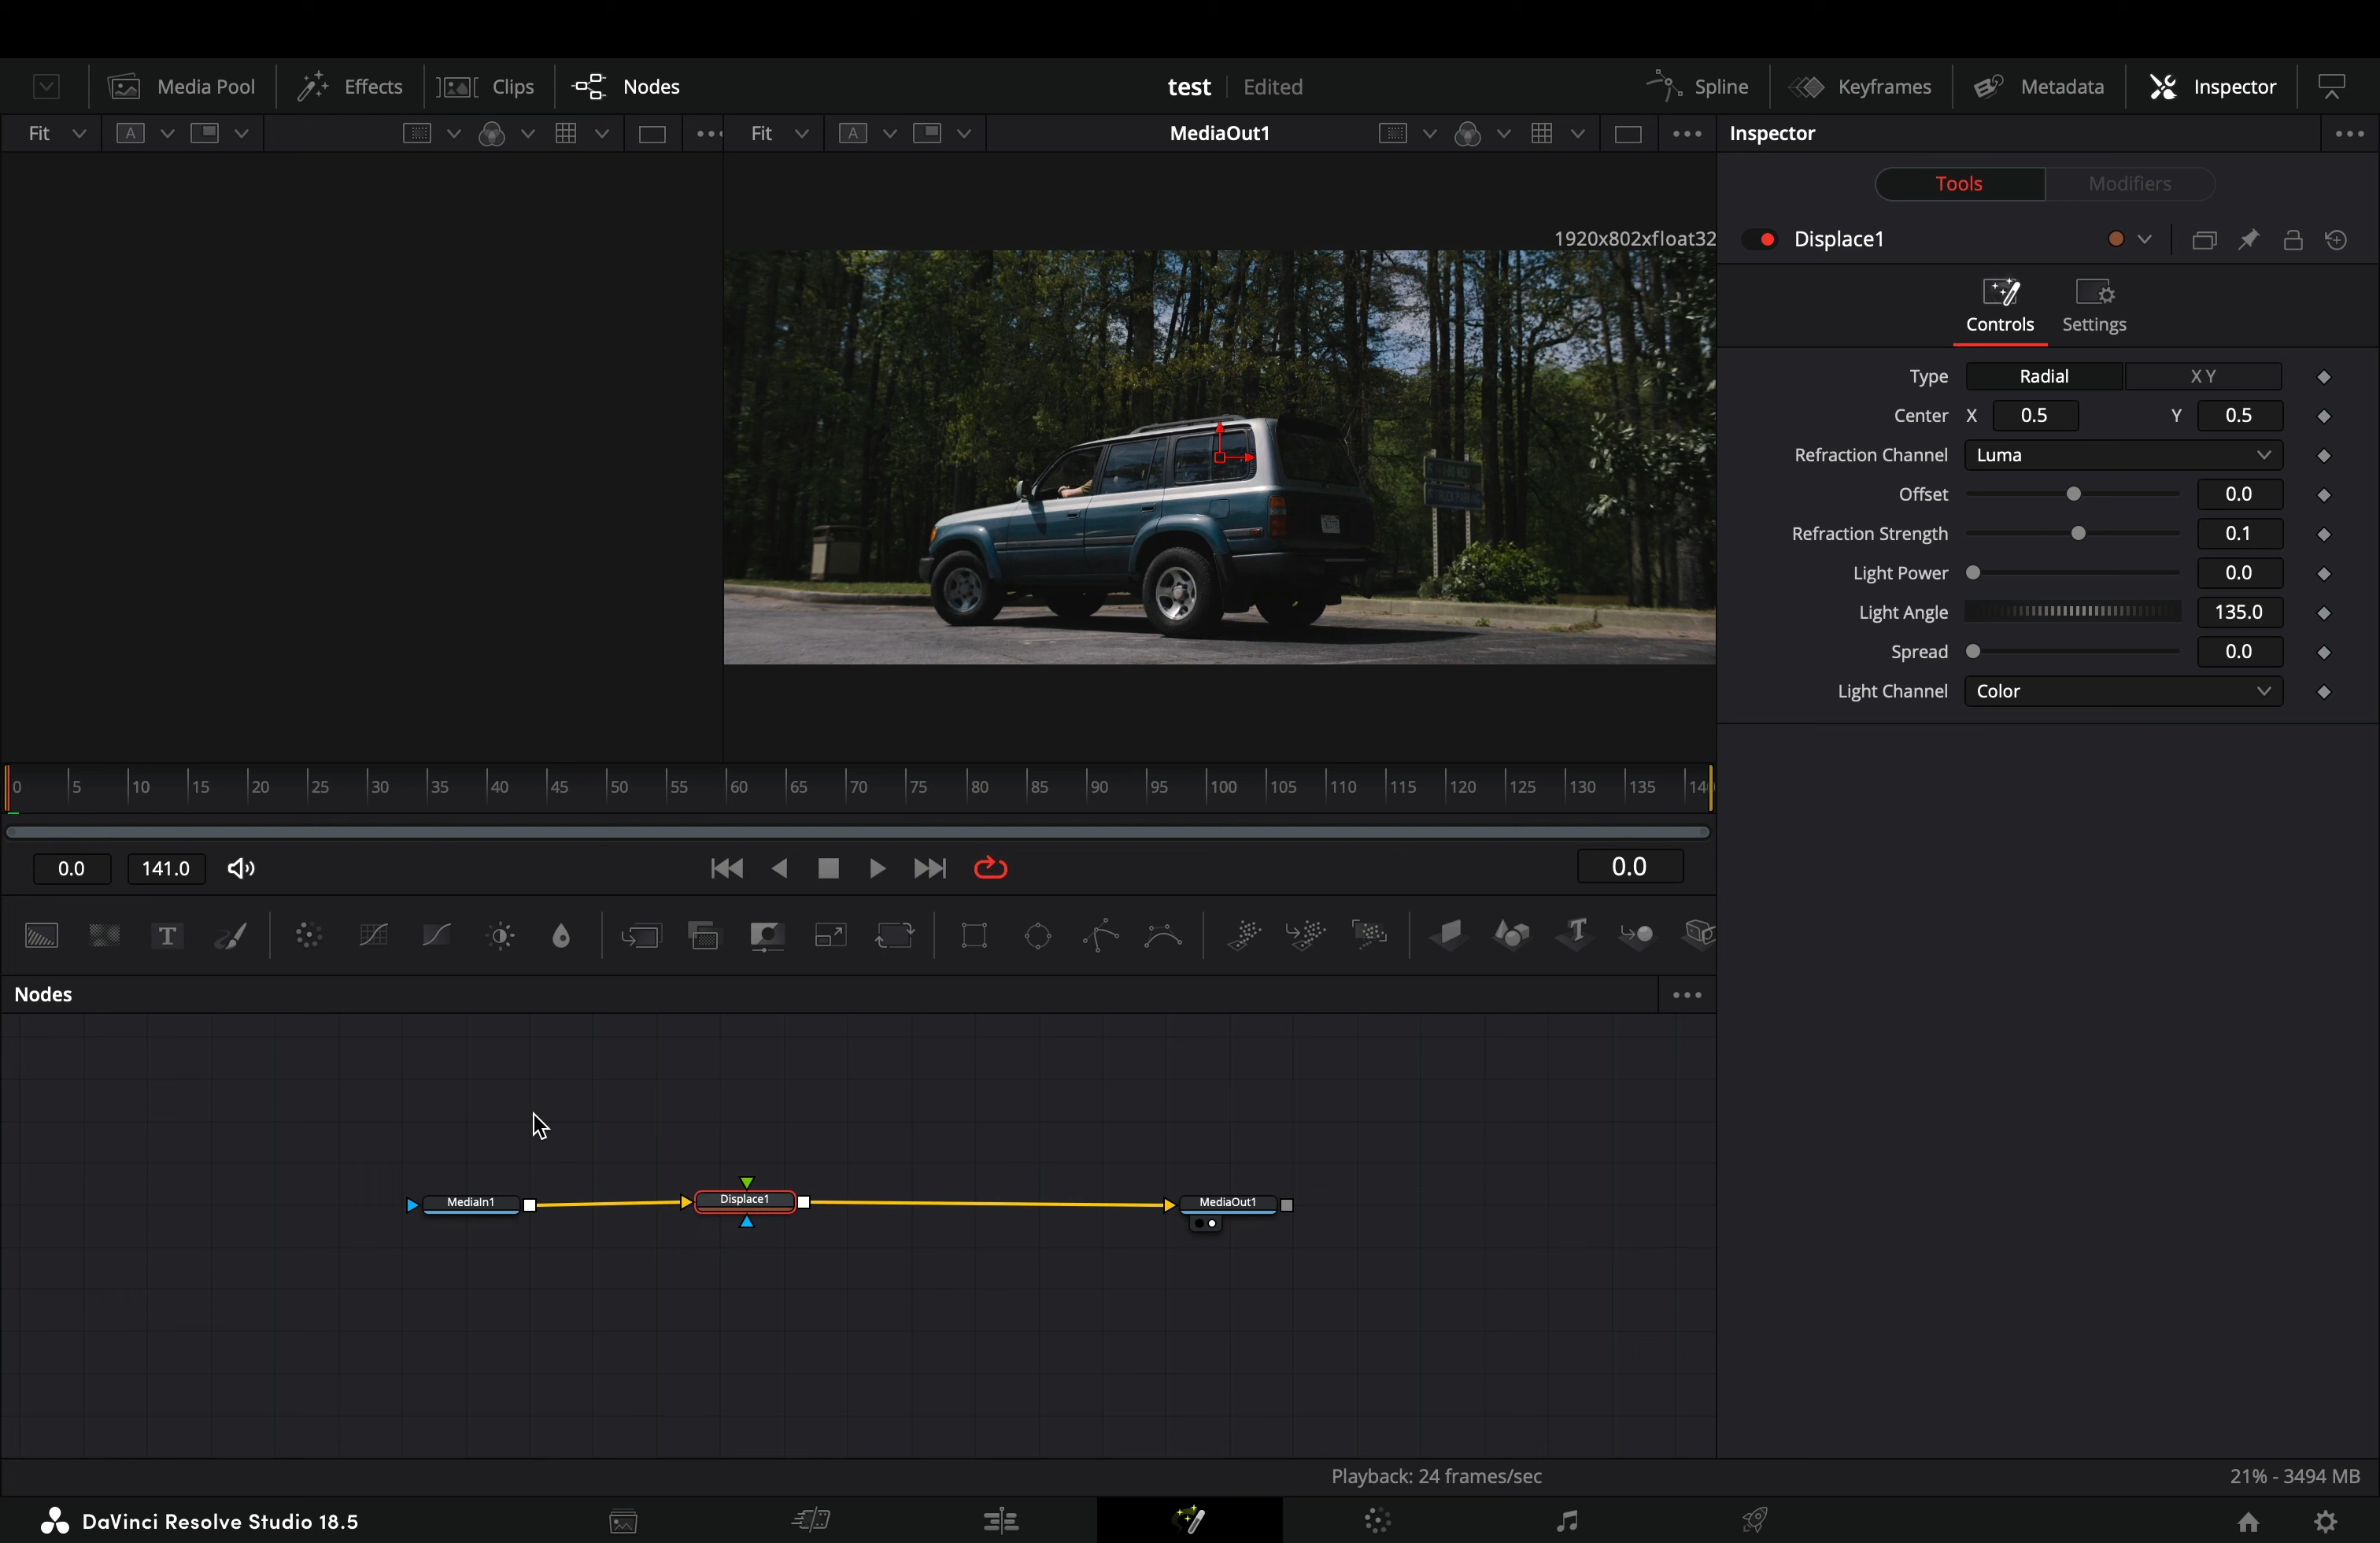 Media Pool Effects Clips Nodes test Edited Spline Keyframes Metadata Inspector
Fit A Fit A MediaOut1 Inspector
Tools Modifiers
1920x802xfloat32
Displace1
Controls Settings
Type Radial X Y
Center X 0.5 Y 0.5
Refraction Channel Luma
Offset 0.0
Refraction Strength 0.1
Light Power 0.0
Light Angle 135.0
Spread 0.0
Light Channel Color
0 5 10 15 20 25 30 35 40 45 50 55 60 65 70 75 80 85 90 95 100 105 110 115 120 125 130 135
0.0 141.0 0.0
T T
Nodes
MediaIn1 Displace1 MediaOut1
Playback: 24 frames/sec 21% - 3494 MB
DaVinci Resolve Studio 18.5